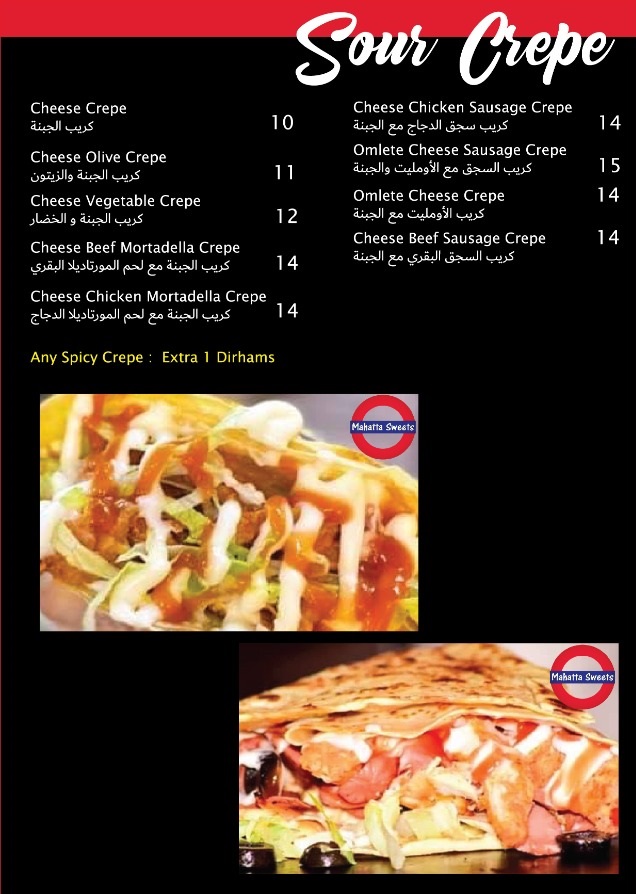 Sour Crepe
Cheese Crepe
كريب الجبنة
10
Cheese Olive Crepe
كريب الجبنة والزيتون
11
Cheese Vegetable Crepe
كريب الجبنة و الخضار
12
Cheese Beef Mortadella Crepe
كريب الجبنة مع لحم المورتاديلا البقري
14
Cheese Chicken Mortadella Crepe
كريب الجبنة مع لحم المورتاديلا الدجاج
14
Any Spicy Crepe : Extra 1 Dirhams
Cheese Chicken Sausage Crepe
كريب سجق الدجاج مع الجبنة
14
Omlete Cheese Sausage Crepe
كريب السجق مع الأومليت والجبنة
15
Omlete Cheese Crepe
كريب الأومليت مع الجبنة
14
Cheese Beef Sausage Crepe
كريب السجق البقري مع الجبنة
14
Mahatta Sweets
Mahatta Sweets